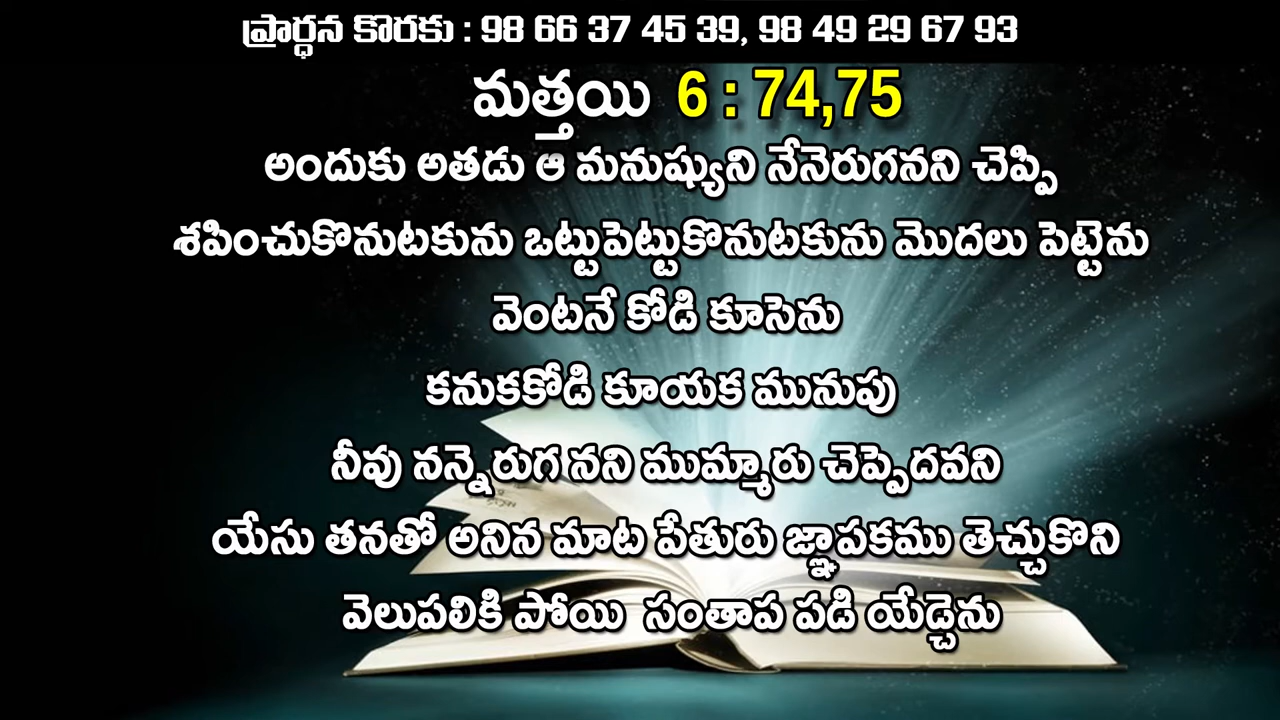 ప్రార్థన కొరకు : 98 66 37 45 39, 98 49 29 67 93
మత్తయి 6 : 74,75
అందుకు అతడు ఆ మనుష్యుని నేనెరుగనని చెప్పి
శపించుకొనుటకును ఒట్టుపెట్టుకొనుటకును మొదలు పెట్టెను
వెంటనే కోడి కూసెను
కనుకకోడి కూయక మునుపు
నీవు నన్నెరుగ నని ముమ్మారు చెప్పెదవని
యేసు తనతో అనిన మాట పేతురు జ్ఞాపకము తెచ్చుకొని
వెలుపలికి పోయి సంతాప పడి యేడ్చెను